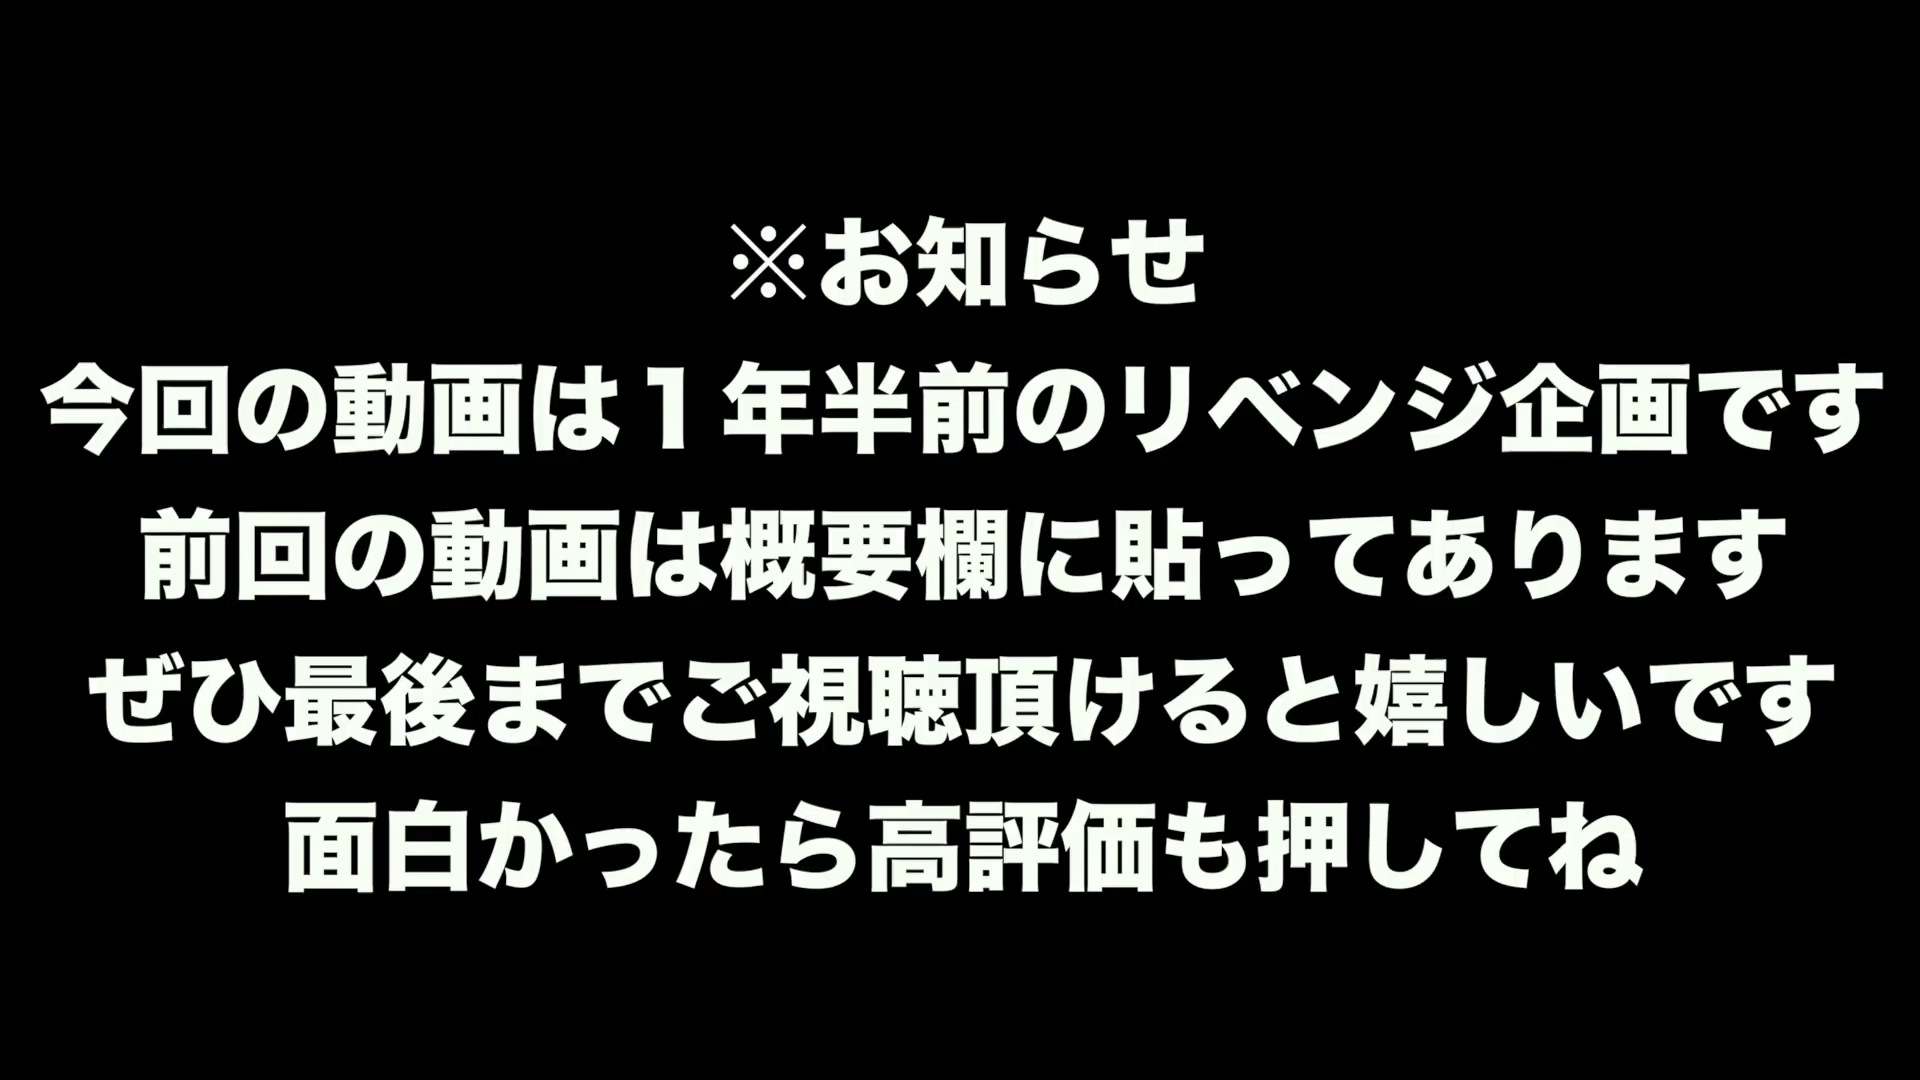 ※お知らせ
今回の動画は１年半前のリベンジ企画です
前回の動画は概要欄に貼ってあります
ぜひ最後までご視聴頂けると嬉しいです
面白かったら高評価も押してね